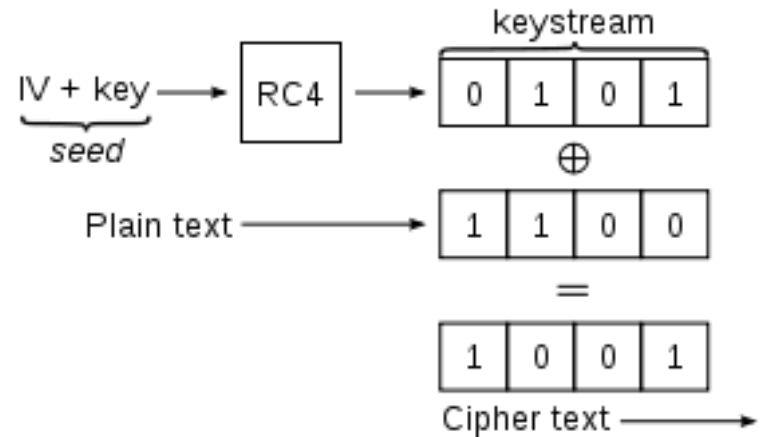 keystream
IV + key
RC4
0 1 0 1
seed
⊕
Plain text
1 1 0 0
=
1 0 0 1
Cipher text